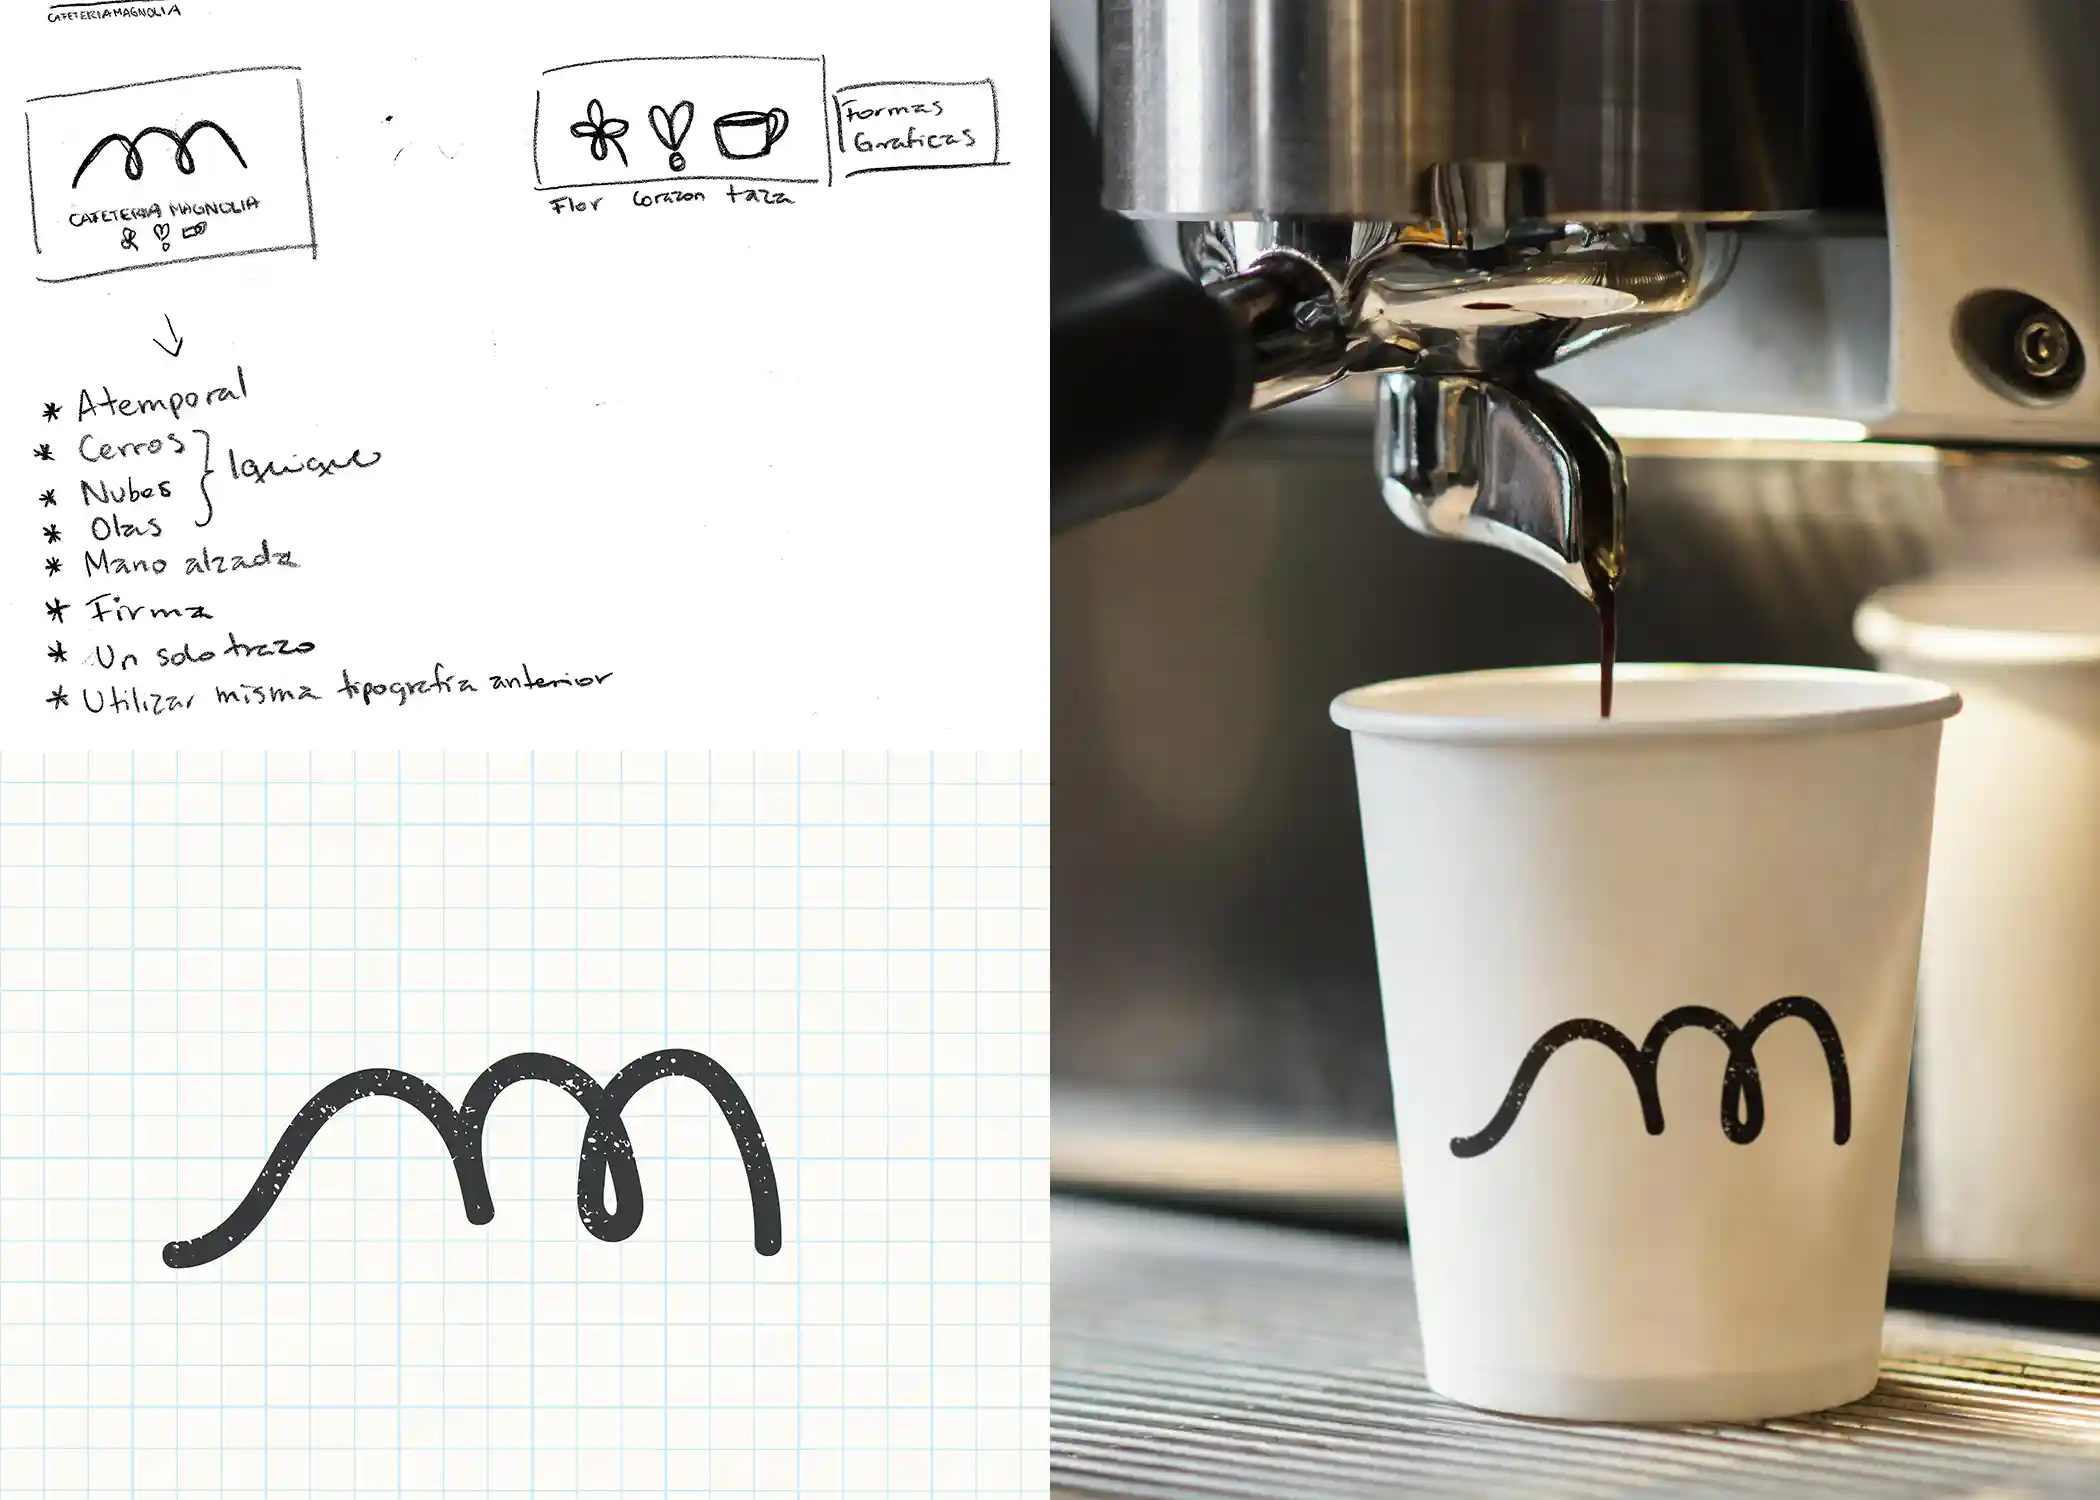 CAFETERIA MAGNOLIA
m
CAFETERIA MAGNOLIA
Formas
Graficas
Flor Corazon taza
* Atemporal
* Cerros
* Nubes
* Olas
Iquique
* Mano alzada
* Firma
* Un solo trazo
* Utilizar misma tipografía anterior
m
m